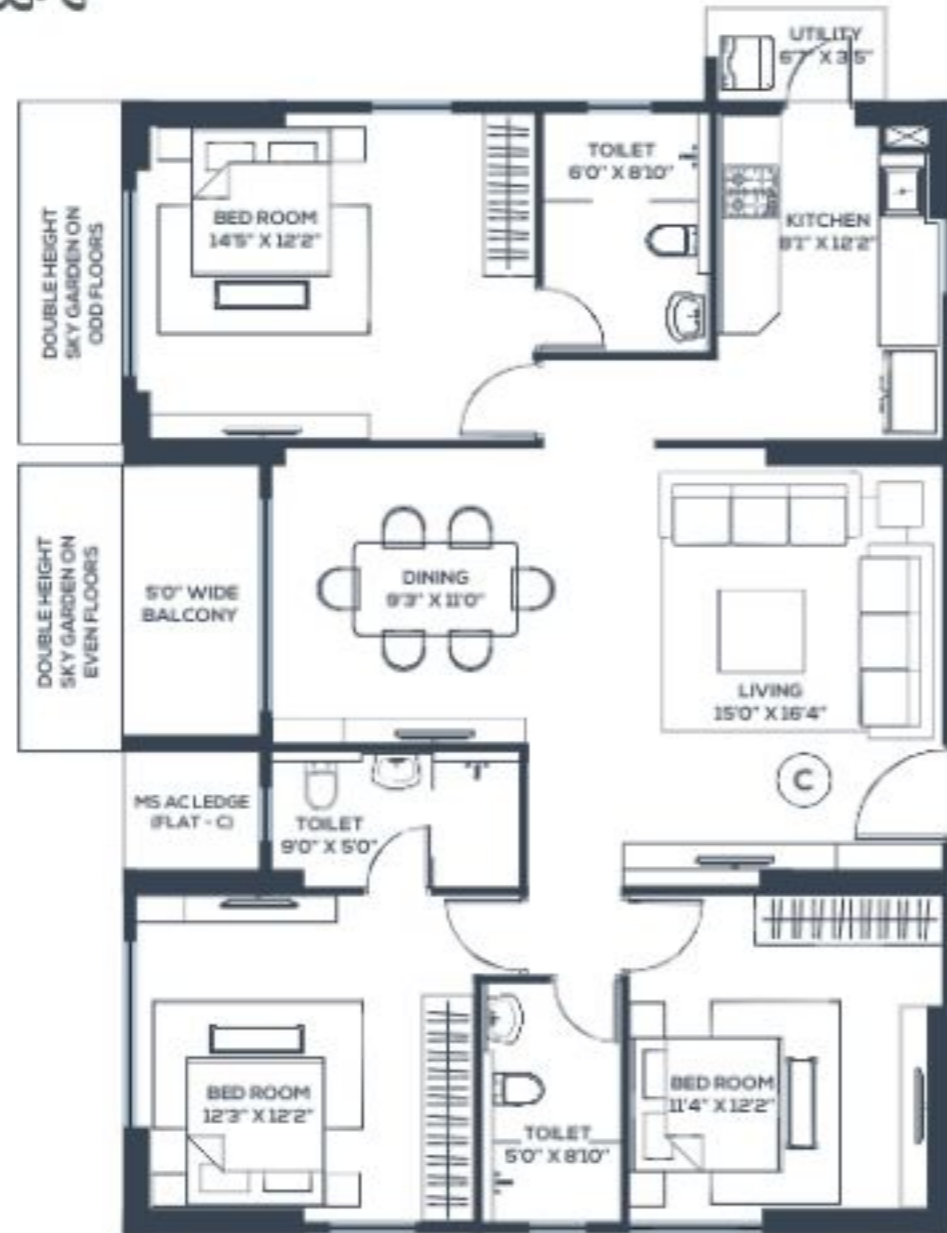 UTILITY
6'7" X 3'5"
TOILET
6'0" X 8'10"
BED ROOM
14'5" X 12'2"
KITCHEN
8'1" X 12'2"
DOUBLE HEIGHT
SKY GARDEN ON
ODD FLOORS
DOUBLE HEIGHT
SKY GARDEN ON
EVEN FLOORS
5'0" WIDE
BALCONY
DINING
9'3" X 11'0"
LIVING
15'0" X 16'4"
C
MS AC LEDGE
(FLAT - C)
TOILET
9'0" X 5'0"
BED ROOM
12'3" X 12'2"
BED ROOM
11'4" X 12'2"
TOILET
5'0" X 8'10"